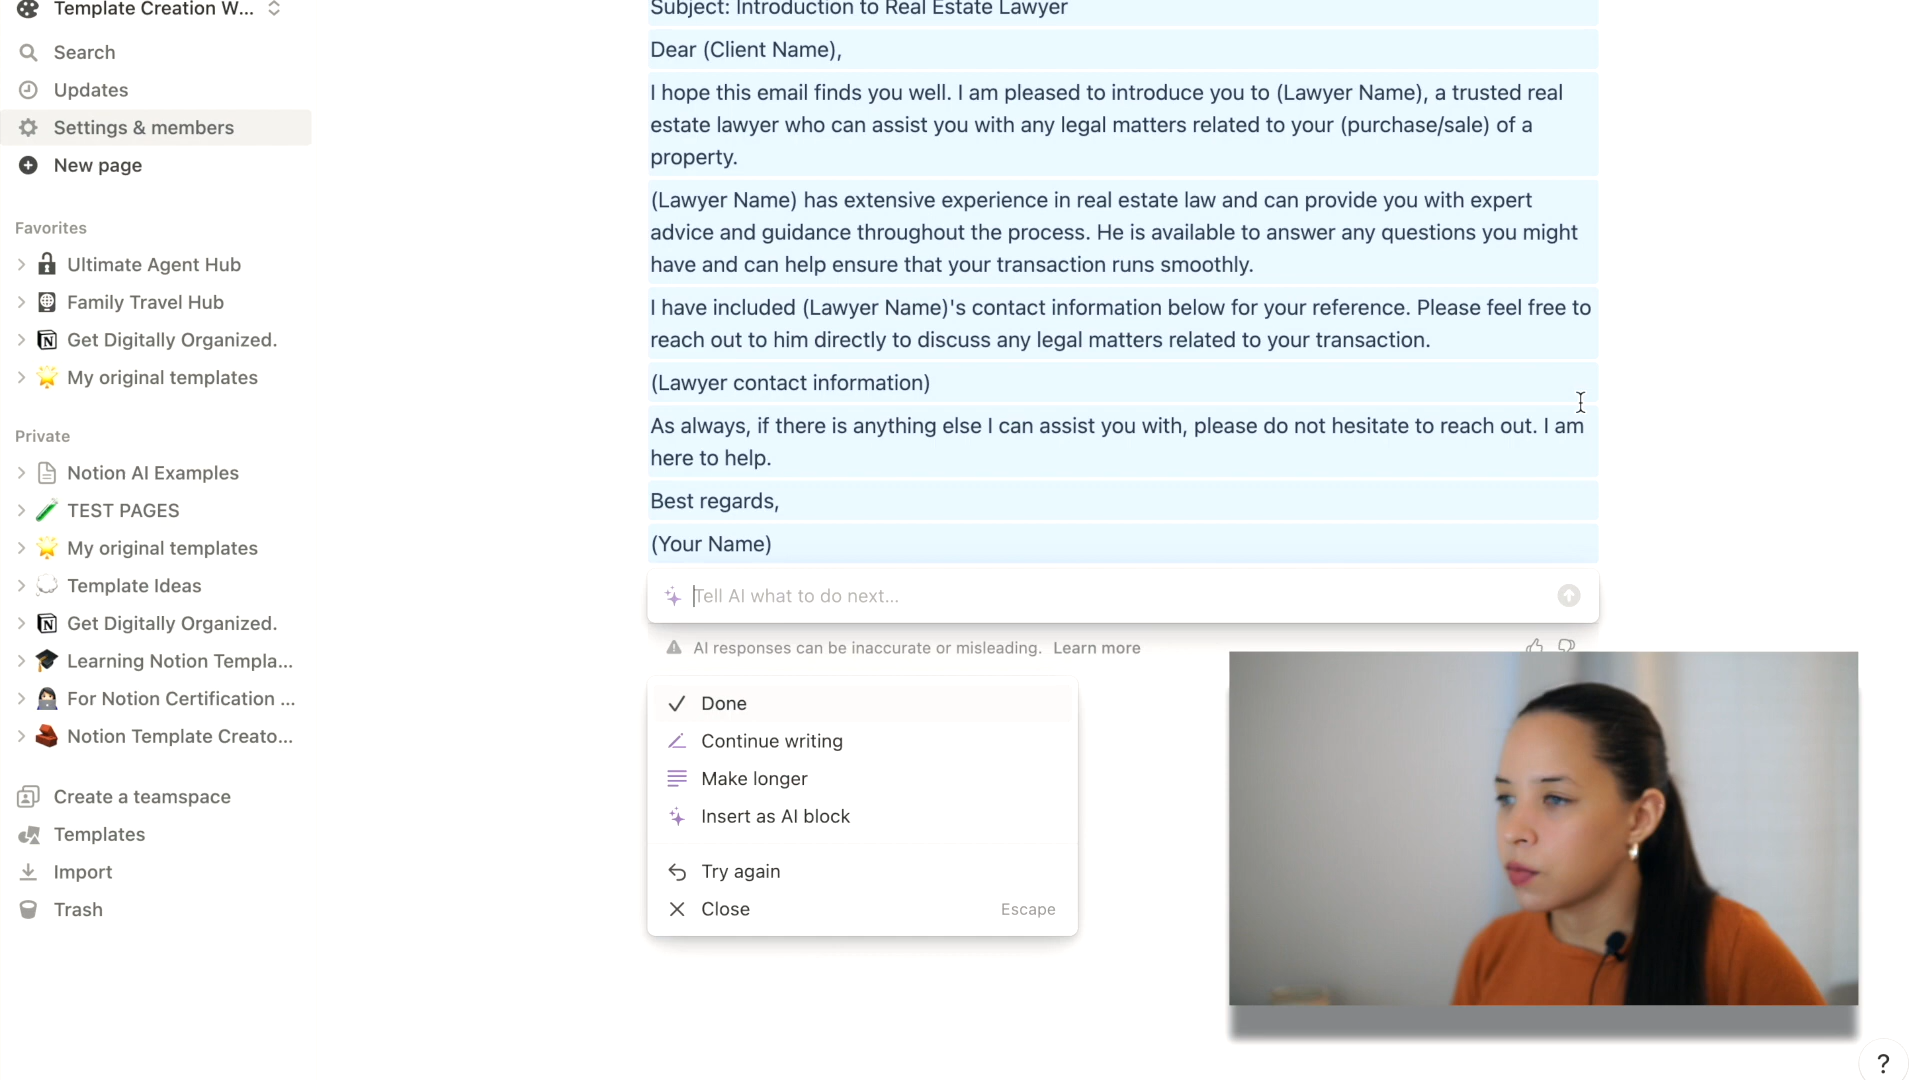 Template Creation W...
Search
Updates
Settings & members
New page
Favorites
Ultimate Agent Hub
Family Travel Hub
Get Digitally Organized.
My original templates
Private
Notion AI Examples
TEST PAGES
My original templates
Template Ideas
Get Digitally Organized.
Learning Notion Templa...
For Notion Certification ...
Notion Template Creato...
Create a teamspace
Templates
Import
Trash
Subject: Introduction to Real Estate Lawyer
Dear (Client Name),
I hope this email finds you well. I am pleased to introduce you to (Lawyer Name), a trusted real
estate lawyer who can assist you with any legal matters related to your (purchase/sale) of a
property.
(Lawyer Name) has extensive experience in real estate law and can provide you with expert
advice and guidance throughout the process. He is available to answer any questions you might
have and can help ensure that your transaction runs smoothly.
I have included (Lawyer Name)'s contact information below for your reference. Please feel free to
reach out to him directly to discuss any legal matters related to your transaction.
(Lawyer contact information)
As always, if there is anything else I can assist you with, please do not hesitate to reach out. I am
here to help.
Best regards,
(Your Name)
Tell AI what to do next...
AI responses can be inaccurate or misleading. Learn more
Done
Continue writing
Make longer
Insert as AI block
Try again
Close Escape
?